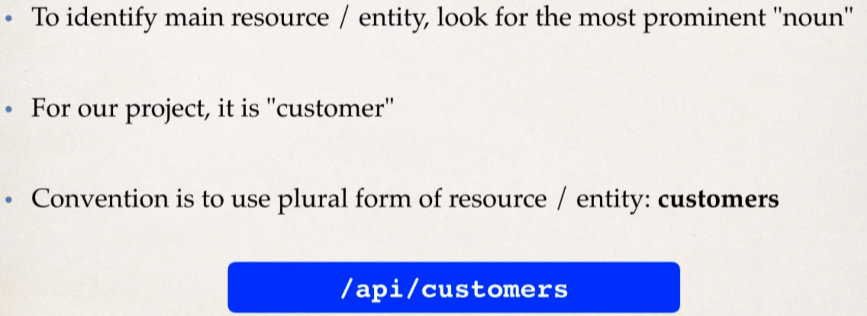 • To identify main resource / entity, look for the most prominent "noun"
• For our project, it is "customer"
• Convention is to use plural form of resource / entity: customers
/api/customers